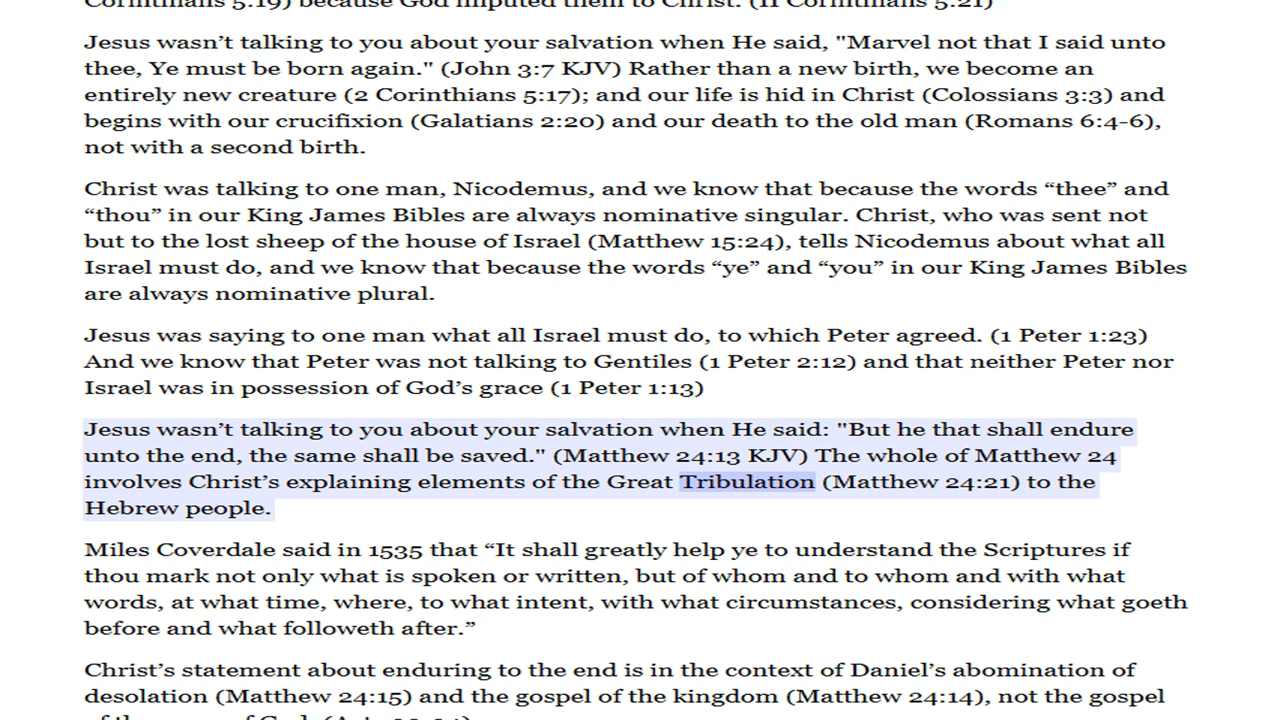 Corinthians 5:19) because God imputed them to Christ. (II Corinthians 5:21)
Jesus wasn’t talking to you about your salvation when He said, "Marvel not that I said unto
thee, Ye must be born again." (John 3:7 KJV) Rather than a new birth, we become an
entirely new creature (2 Corinthians 5:17); and our life is hid in Christ (Colossians 3:3) and
begins with our crucifixion (Galatians 2:20) and our death to the old man (Romans 6:4-6),
not with a second birth.
Christ was talking to one man, Nicodemus, and we know that because the words “thee” and
“thou” in our King James Bibles are always nominative singular. Christ, who was sent not
but to the lost sheep of the house of Israel (Matthew 15:24), tells Nicodemus about what all
Israel must do, and we know that because the words “ye” and “you” in our King James Bibles
are always nominative plural.
Jesus was saying to one man what all Israel must do, to which Peter agreed. (1 Peter 1:23)
And we know that Peter was not talking to Gentiles (1 Peter 2:12) and that neither Peter nor
Israel was in possession of God’s grace (1 Peter 1:13)
Jesus wasn’t talking to you about your salvation when He said: "But he that shall endure
unto the end, the same shall be saved." (Matthew 24:13 KJV) The whole of Matthew 24
involves Christ’s explaining elements of the Great Tribulation (Matthew 24:21) to the
Hebrew people.
Miles Coverdale said in 1535 that “It shall greatly help ye to understand the Scriptures if
thou mark not only what is spoken or written, but of whom and to whom and with what
words, at what time, where, to what intent, with what circumstances, considering what goeth
before and what followeth after.”
Christ’s statement about enduring to the end is in the context of Daniel’s abomination of
desolation (Matthew 24:15) and the gospel of the kingdom (Matthew 24:14), not the gospel